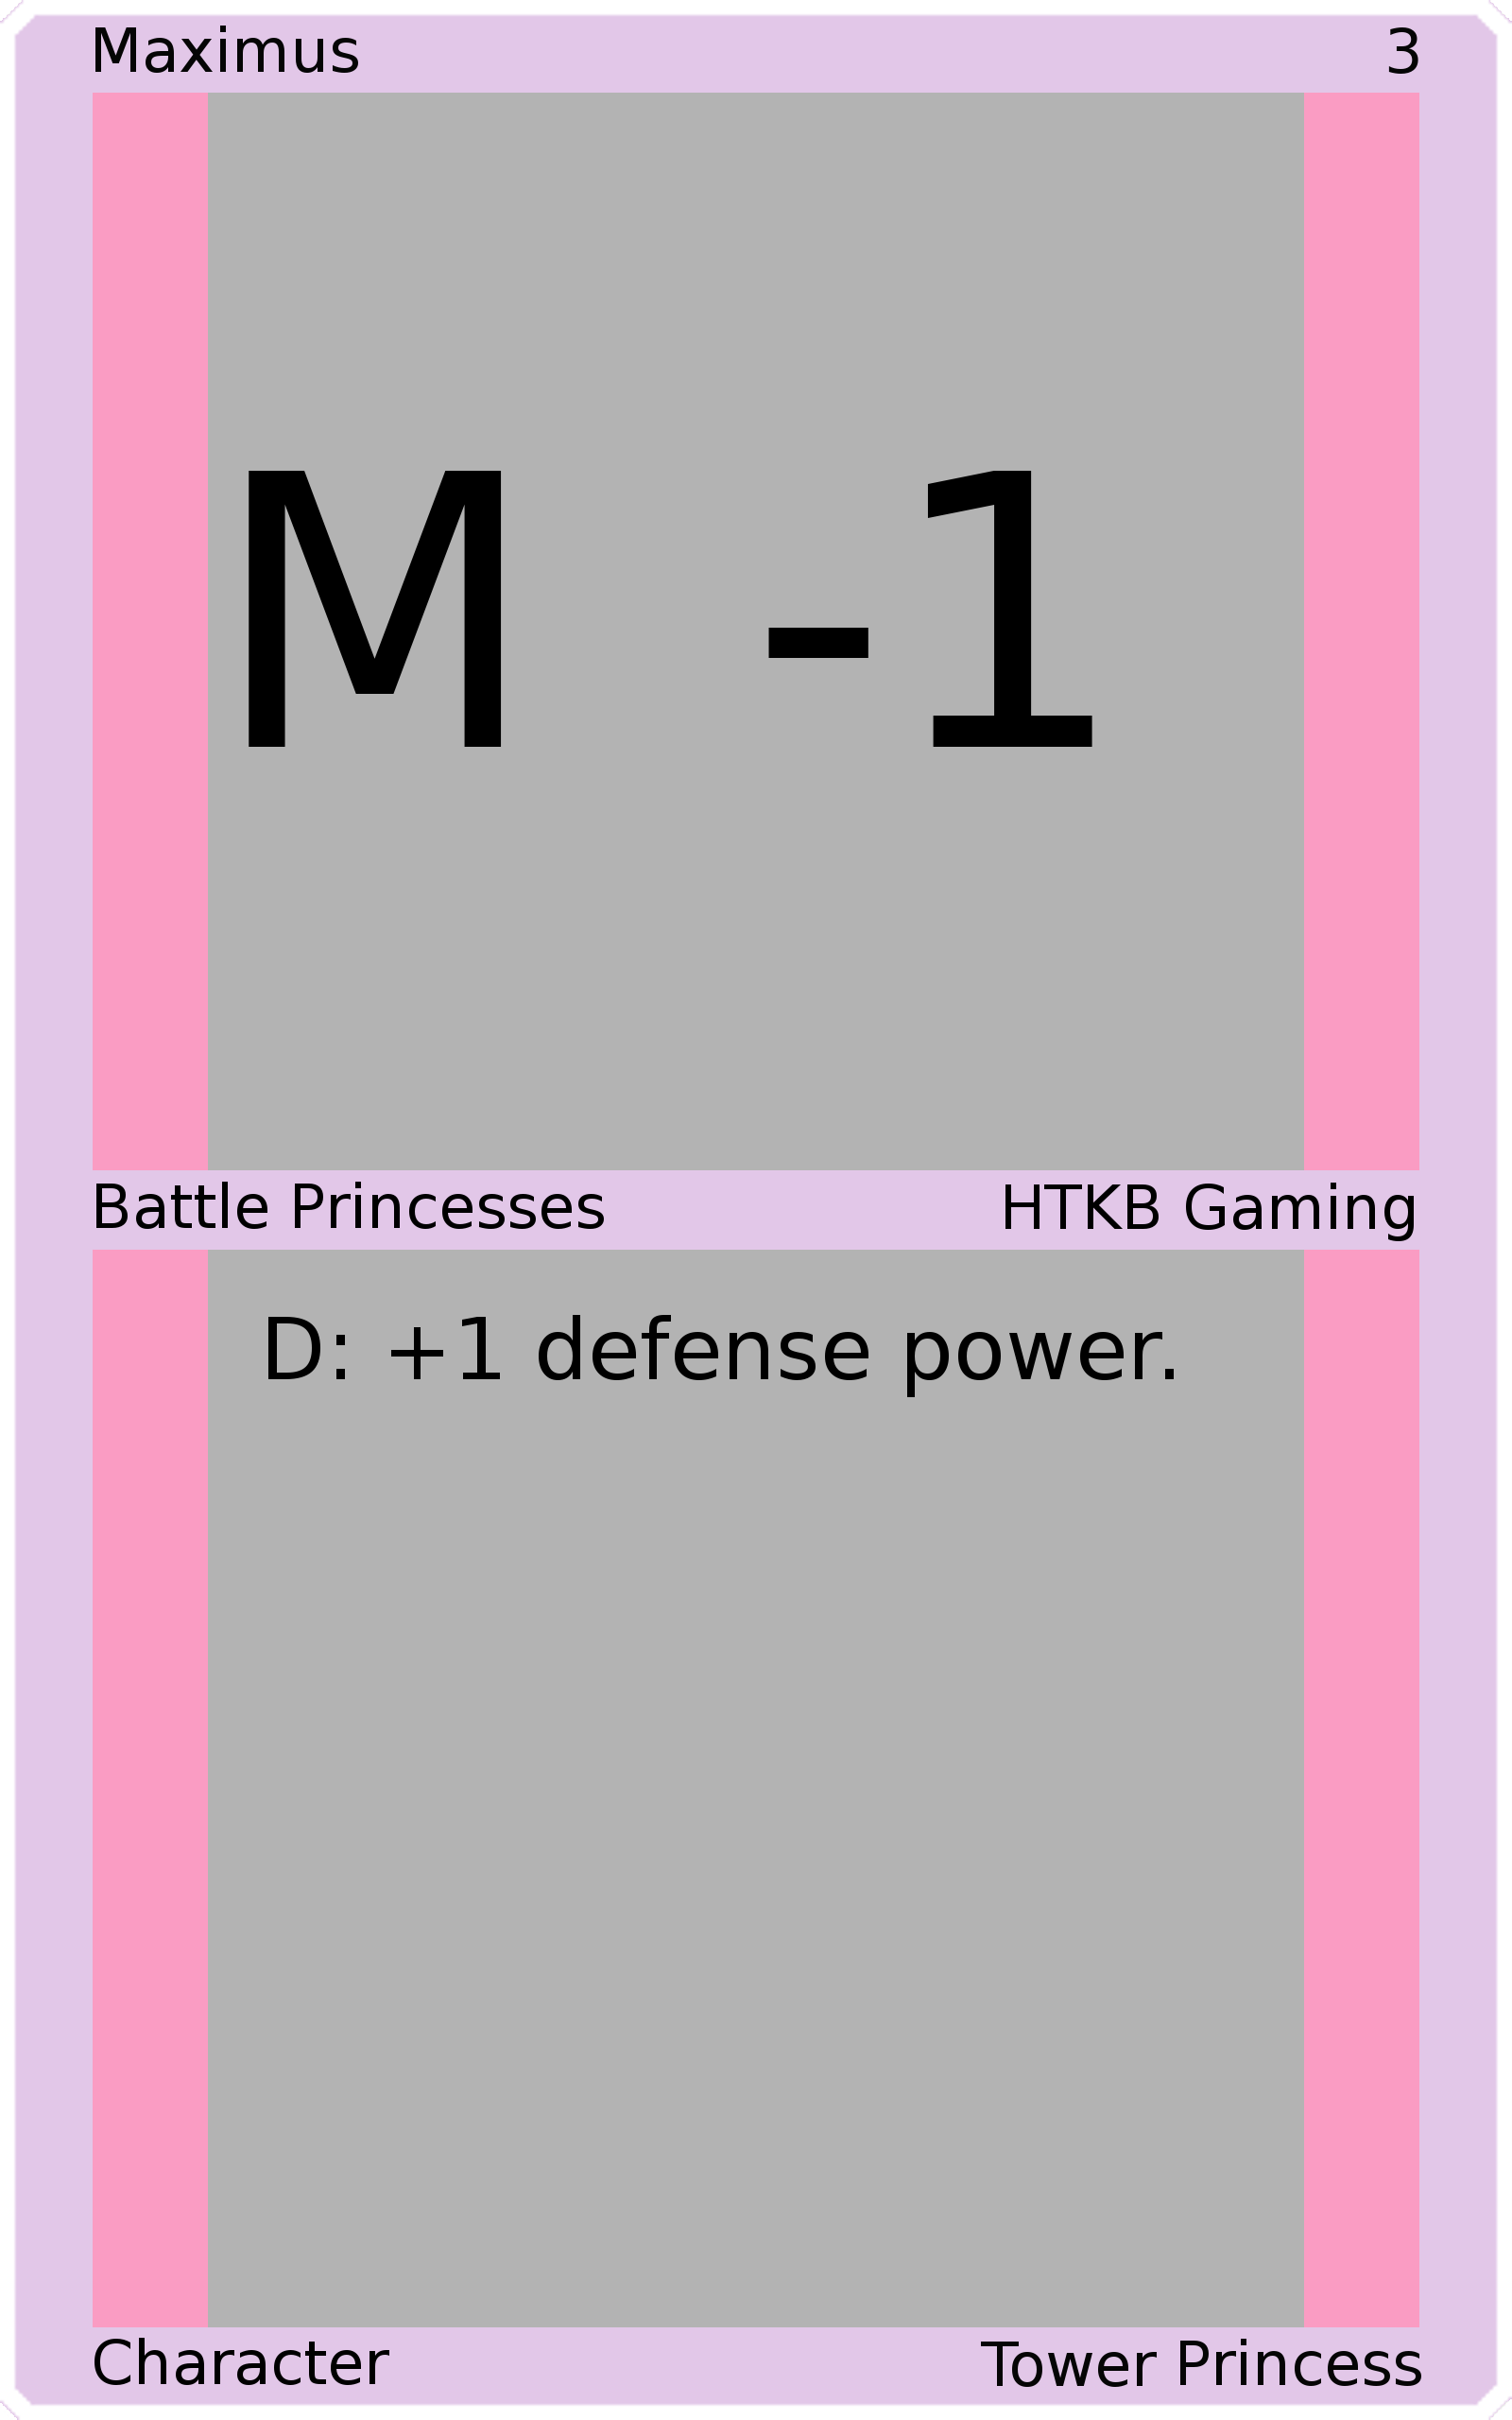 Maximus 3
M -1
Battle Princesses HTKB Gaming
D: +1 defense power.
Character Tower Princess